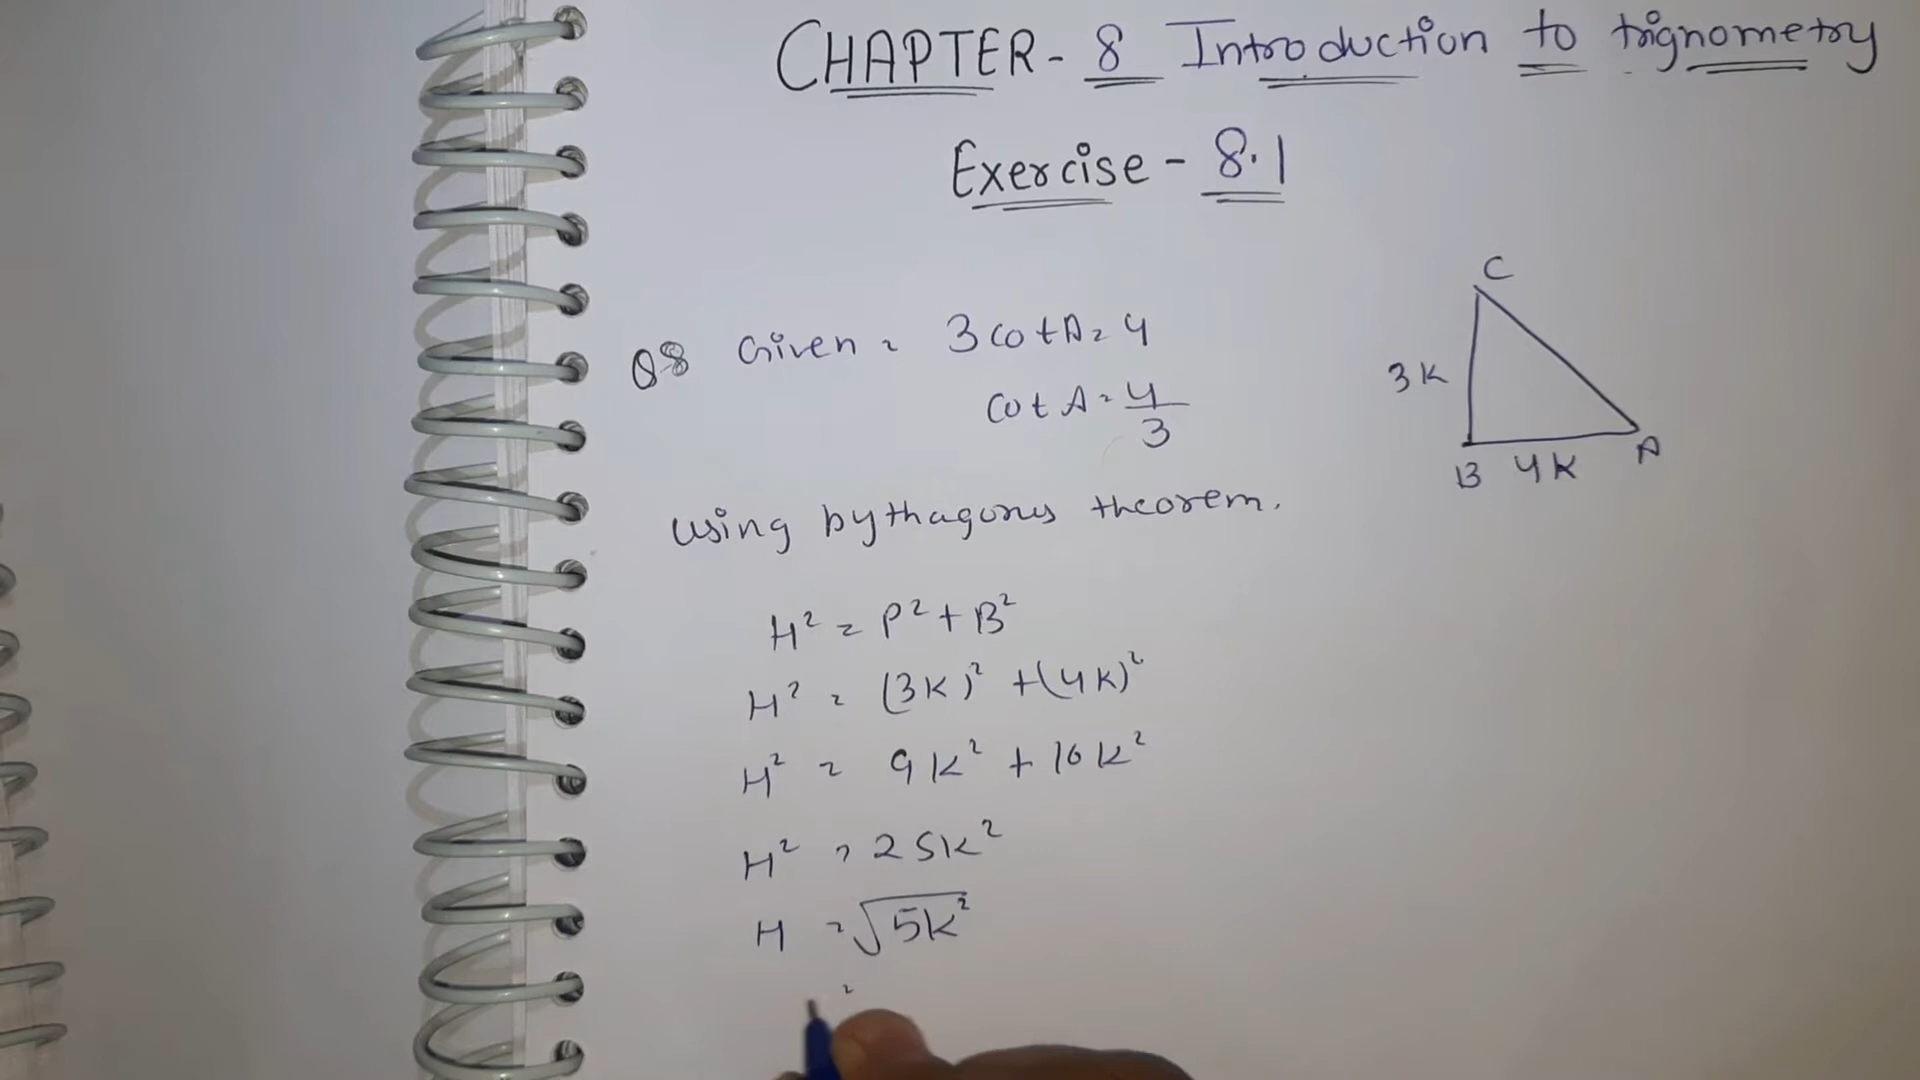 CHAPTER - 8 Introduction to trignometry
Exercise - 8.1
Q8 Given = 3 cot A = 4
cot A = 4/3
C
3K
B 4K A
Using pythagorus theorem.
H² = P² + B²
H² = (3K)² + (4K)²
H² = 9K² + 16K²
H² = 25K²
H = √5K²
=